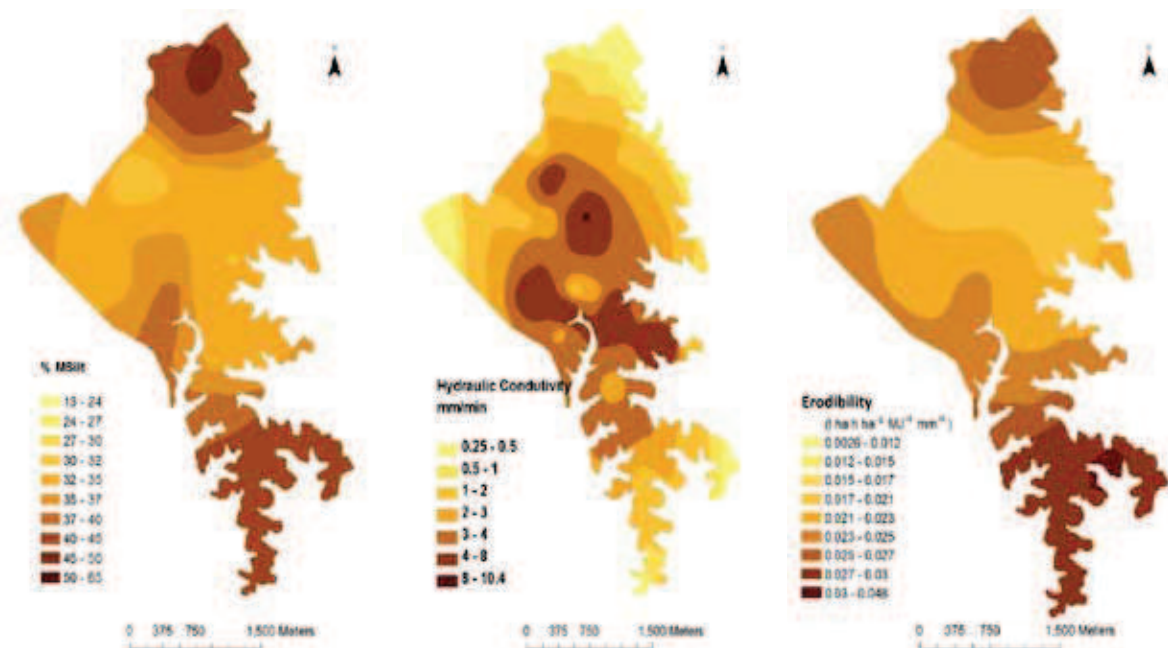 % MSilt
13 - 24
24 - 27
27 - 30
30 - 32
32 - 35
35 - 37
37 - 40
40 - 45
45 - 50
50 - 65
0 375 750 1,500 Meters
Hydraulic Condutivity
mm/min
0.25 - 0.5
0.5 - 1
1 - 2
2 - 3
3 - 4
4 - 8
8 - 10.4
0 375 750 1,500 Meters
Erodibility
0.0026 - 0.012
0.012 - 0.015
0.015 - 0.017
0.017 - 0.021
0.021 - 0.023
0.023 - 0.025
0.025 - 0.027
0.027 - 0.03
0.03 - 0.048
0 375 750 1,500 Meters